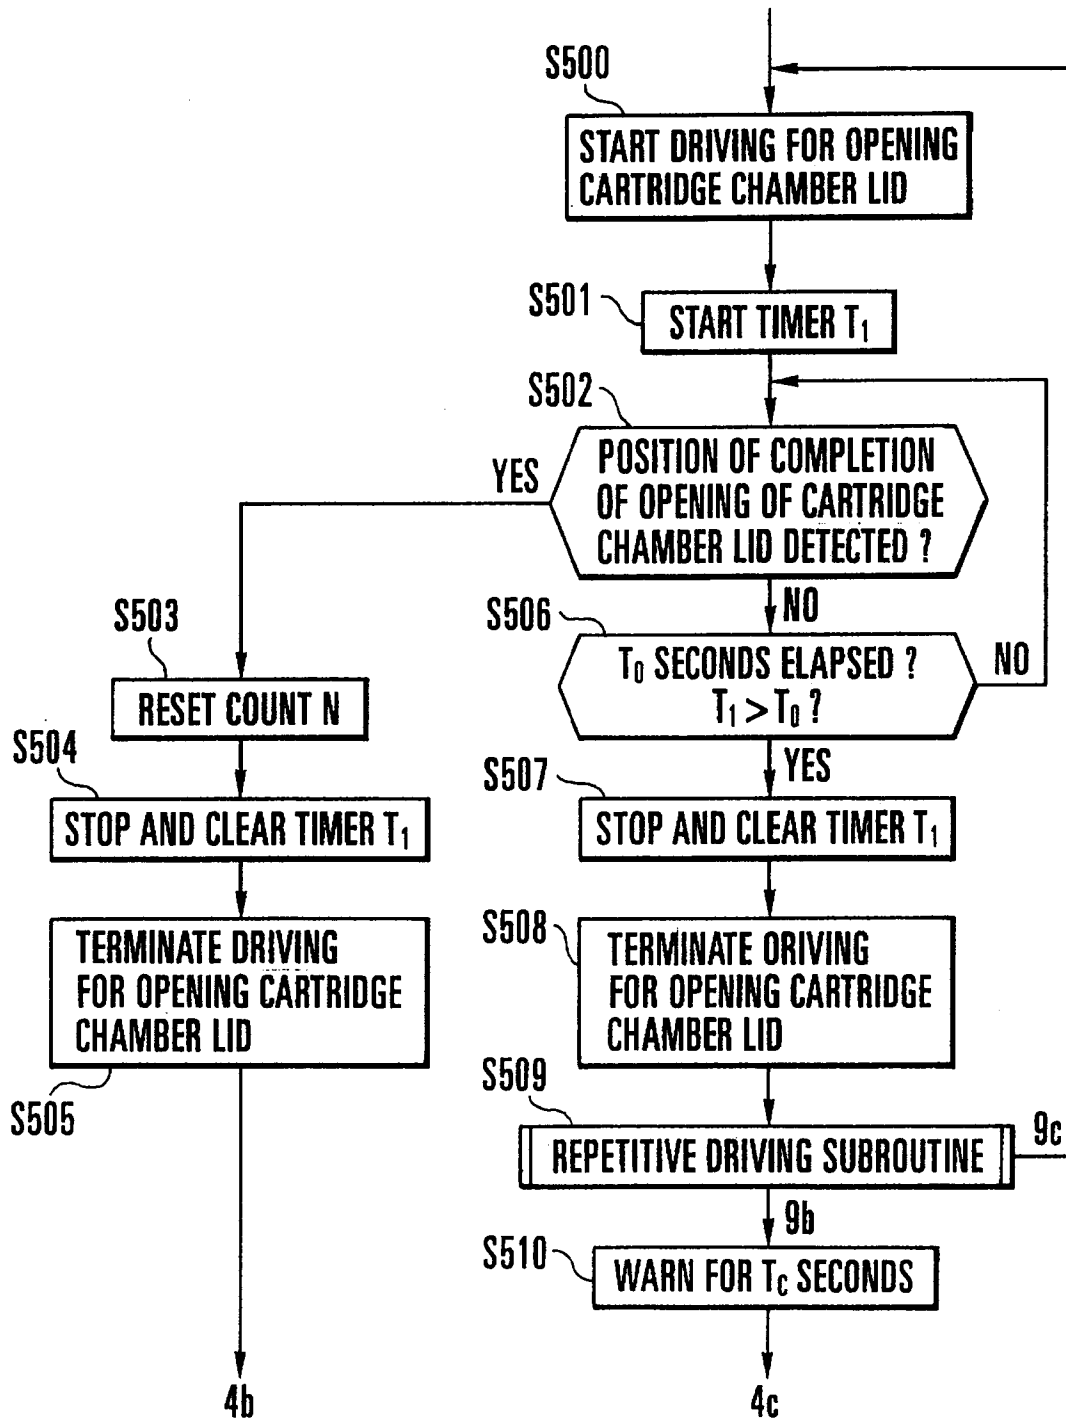 S500
START DRIVING FOR OPENING
CARTRIDGE CHAMBER LID
S501
START TIMER T1
S502
POSITION OF COMPLETION
OF OPENING OF CARTRIDGE
CHAMBER LID DETECTED ?
YES
NO
S503
RESET COUNT N
S506
T0 SECONDS ELAPSED ?
T1 > T0 ?
NO
YES
S504
STOP AND CLEAR TIMER T1
S507
STOP AND CLEAR TIMER T1
TERMINATE DRIVING
FOR OPENING CARTRIDGE
CHAMBER LID
S505
S508
TERMINATE ORIVING
FOR OPENING CARTRIDGE
CHAMBER LID
S509
REPETITIVE DRIVING SUBROUTINE
9c
9b
S510
WARN FOR TC SECONDS
4b
4c